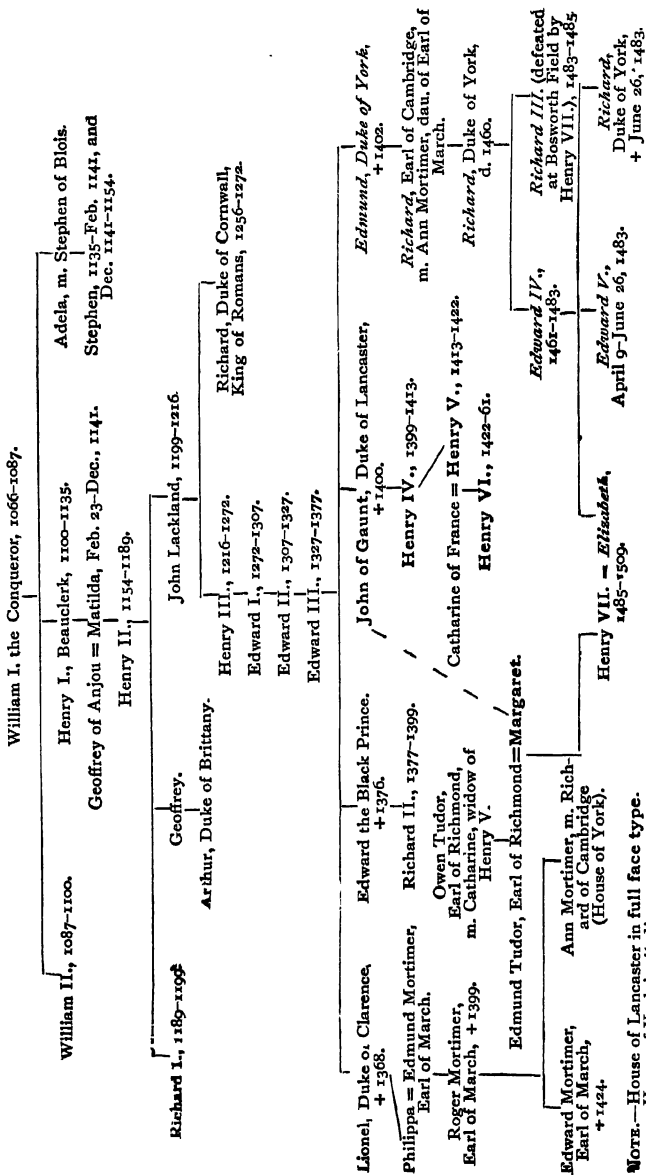 William I. the Conqueror, 1066-1087.
William II., 1087-1100.
Henry I., Beauclerk, 1100-1135.
Adela, m. Stephen of Blois.
Geoffrey of Anjou = Matilda, Feb. 23-Dec., 1141.
Stephen, 1135-Feb. 1141, and
Dec. 1141-1154.
Henry II., 1154-1189.
Richard I., 1189-1199
Geoffrey.
John Lackland, 1199-1216.
Arthur, Duke of Brittany.
Henry III., 1216-1272.
Richard, Duke of Cornwall,
King of Romans, 1256-1272.
Edward I., 1272-1307.
Edward II., 1307-1327.
Edward III., 1327-1377.
Lionel, Duke of Clarence,
+ 1368.
Edward the Black Prince.
+ 1376.
John of Gaunt, Duke of Lancaster,
+ 1400.
Edmund, Duke of York,
+ 1402.
Philippa = Edmund Mortimer,
Earl of March.
Richard II., 1377-1399.
Henry IV., 1399-1413.
Richard, Earl of Cambridge,
m. Ann Mortimer, dau. of Earl of
March.
Roger Mortimer,
Earl of March, + 1399.
Owen Tudor,
Earl of Richmond,
m. Catharine, widow of
Henry V.
Catharine of France = Henry V., 1413-1422.
Richard, Duke of York,
d. 1460.
Henry VI., 1422-61.
Edmund Tudor, Earl of Richmond=Margaret.
Edward Mortimer,
Earl of March,
+ 1424.
Ann Mortimer, m. Rich-
ard of Cambridge
(House of York).
Edward IV.,
1461-1483.
Richard III. (defeated
at Bosworth Field by
Henry VII.), 1483-1485.
Henry VII. = Elizabeth,
1485-1509.
Edward V.,
April 9-June 26, 1483.
Richard,
Duke of York,
+ June 26, 1483.
NOTE.—House of Lancaster in full face type.